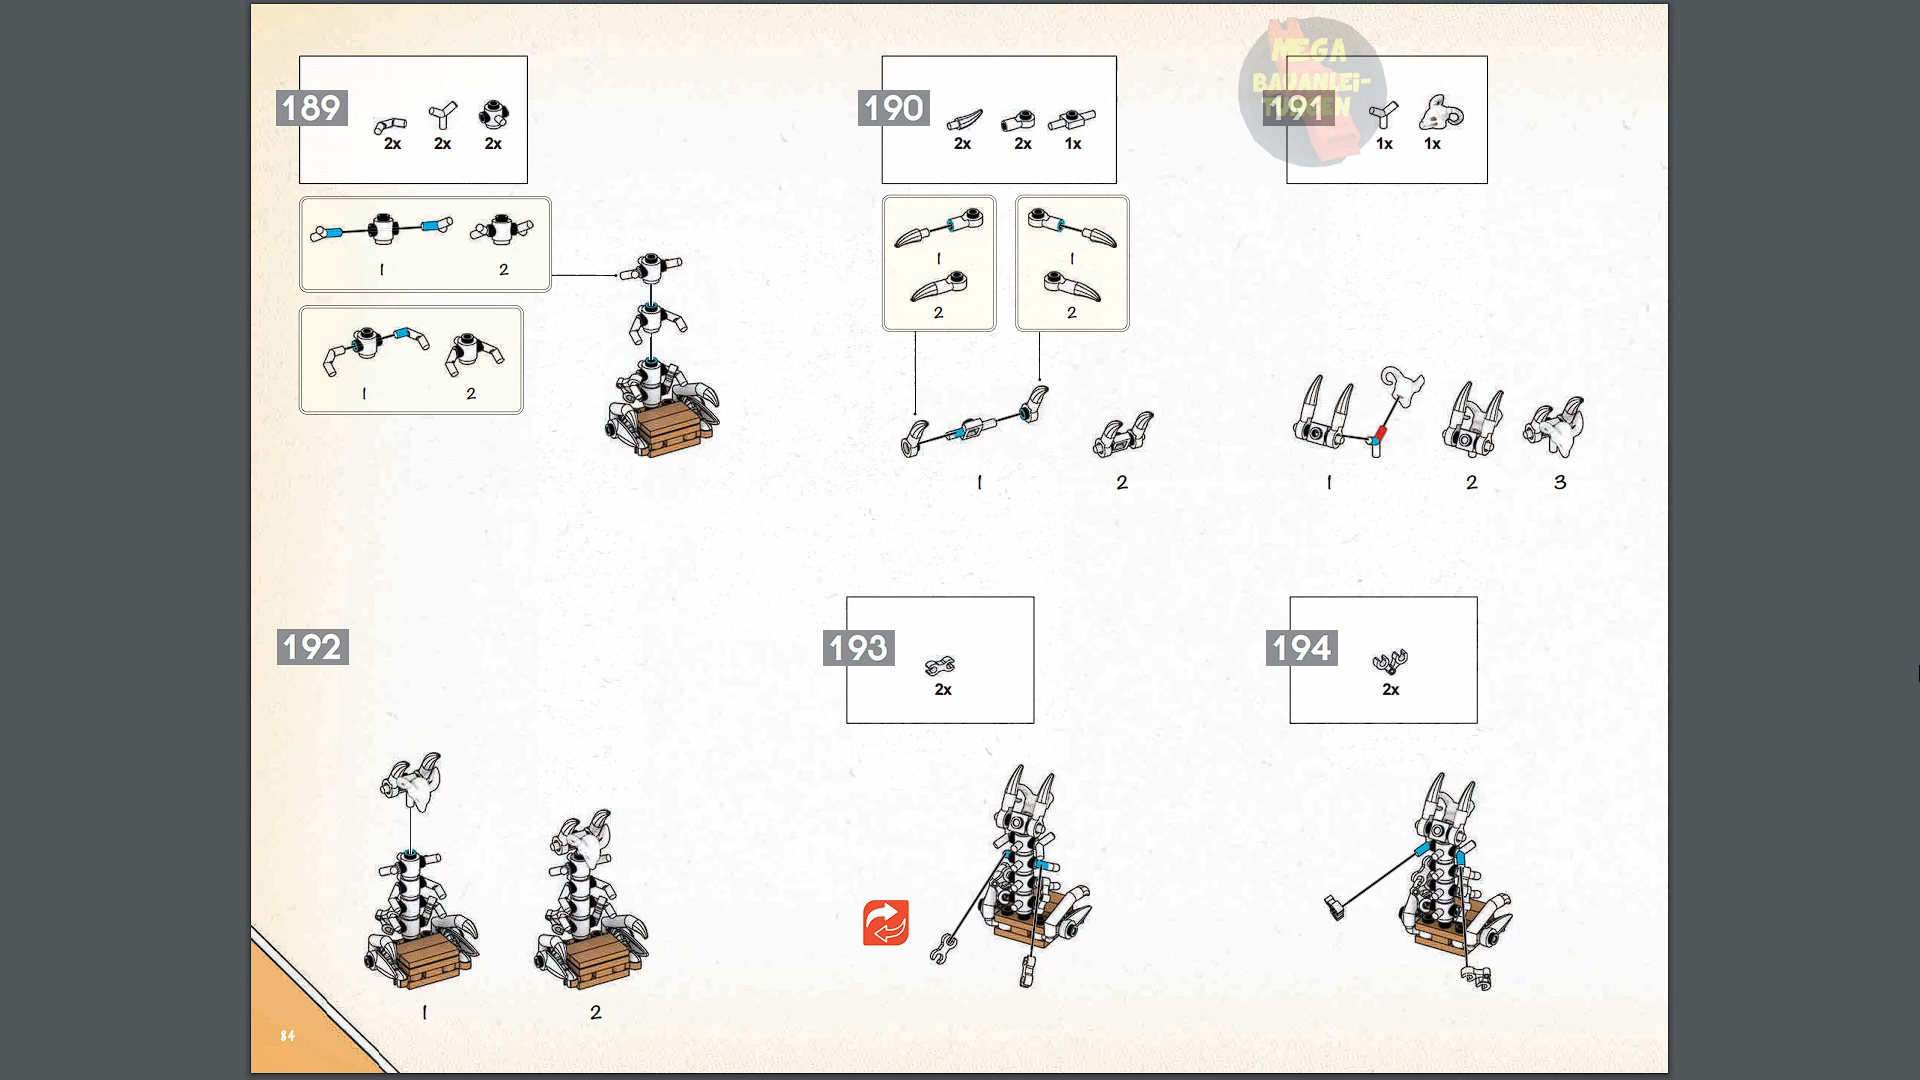 189
2x 2x 2x
1 2
1 2
190
2x 2x 1x
1
2
1
2
1 2
MEGA
BAUANLEI-
TUNGEN
191
1x 1x
1 2 3
192
1 2
193
2x
194
2x
84